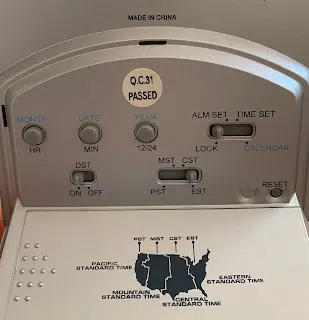 MADE IN CHINA
Q.C.31
PASSED
MONTH DATE YEAR
HR MIN 12/24
ALM SET TIME SET
LOCK CALENDAR
DST
ON OFF
MST CST
PST EST
RESET
PST MST CST EST
PACIFIC
STANDARD TIME
MOUNTAIN
STANDARD TIME
CENTRAL
STANDARD TIME
EASTERN
STANDARD TIME